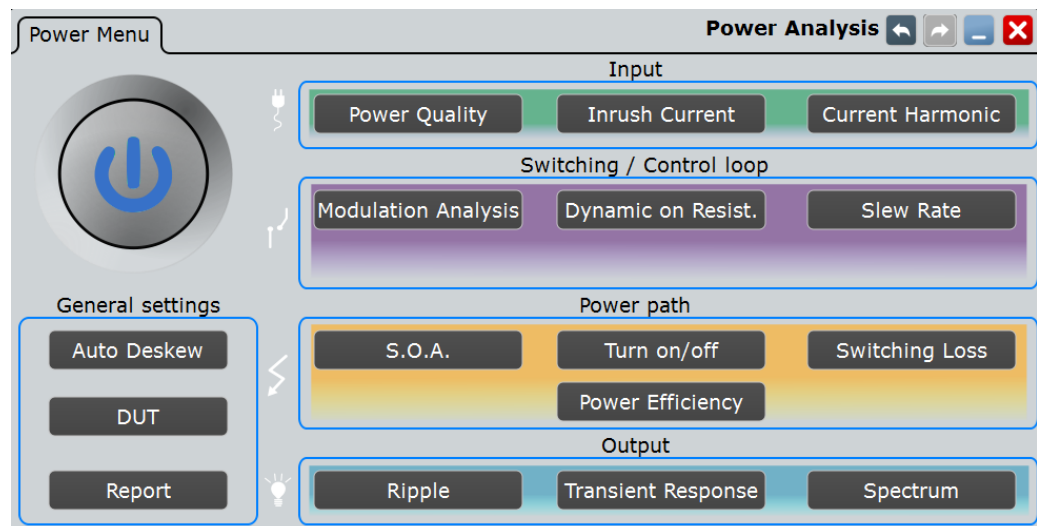 Power Menu
Power Analysis
Input
Power Quality
Inrush Current
Current Harmonic
Switching / Control loop
Modulation Analysis
Dynamic on Resist.
Slew Rate
General settings
Auto Deskew
DUT
Report
Power path
S.O.A.
Turn on/off
Switching Loss
Power Efficiency
Output
Ripple
Transient Response
Spectrum